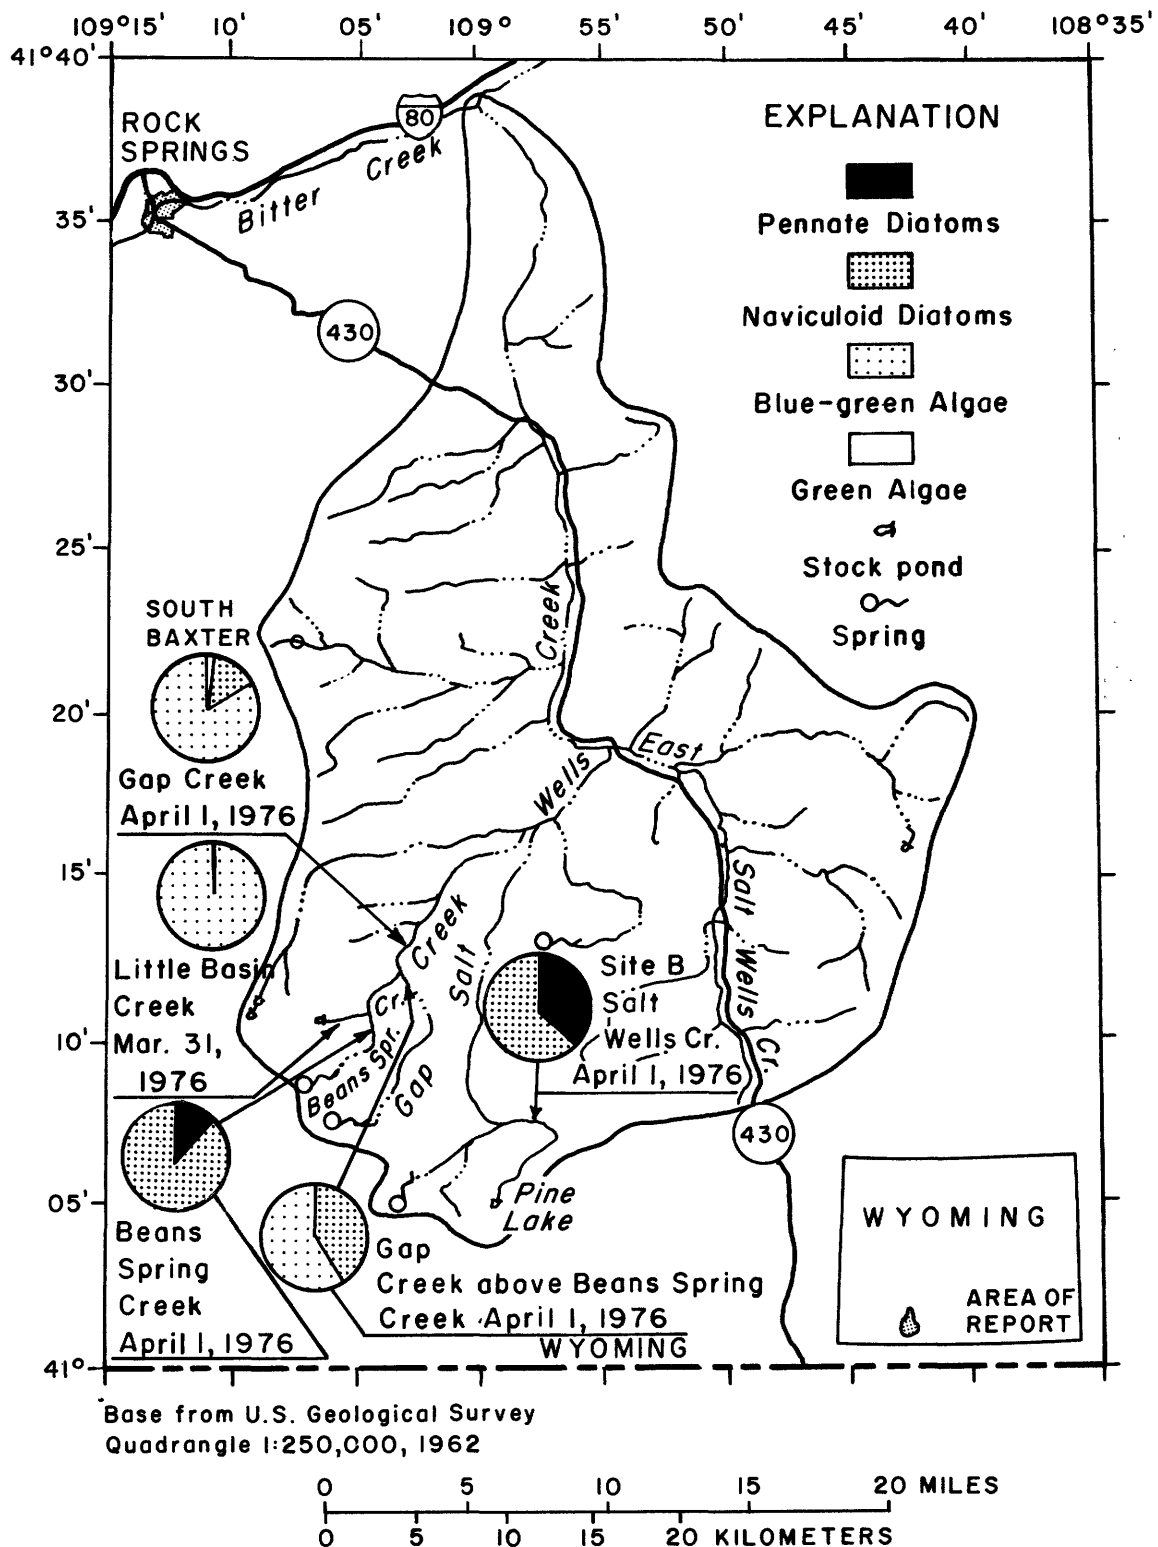 109°15' 10' 05' 109° 55' 50' 45' 40' 108°35'
41°40'
35'
30'
25'
20'
15'
10'
05'
41°
ROCK
SPRINGS
80
Bitter Creek
430
EXPLANATION
Pennate Diatoms
Naviculoid Diatoms
Blue-green Algae
Green Algae
Stock pond
Spring
Creek
Wells
East
Salt Wells Cr.
Creek
Salt
Cr.
Beans Spr.
Gap
SOUTH
BAXTER
Gap Creek
April 1, 1976
Little Basin
Creek
Mar. 31,
1976
Site B
Salt
Wells Cr.
April 1, 1976
430
Pine
Lake
Beans
Spring
Creek
April 1, 1976
Gap
Creek above Beans Spring
Creek April 1, 1976
WYOMING
WYOMING
AREA OF
REPORT
Base from U.S. Geological Survey
Quadrangle 1:250,000, 1962
0 5 10 15 20 MILES
0 5 10 15 20 KILOMETERS